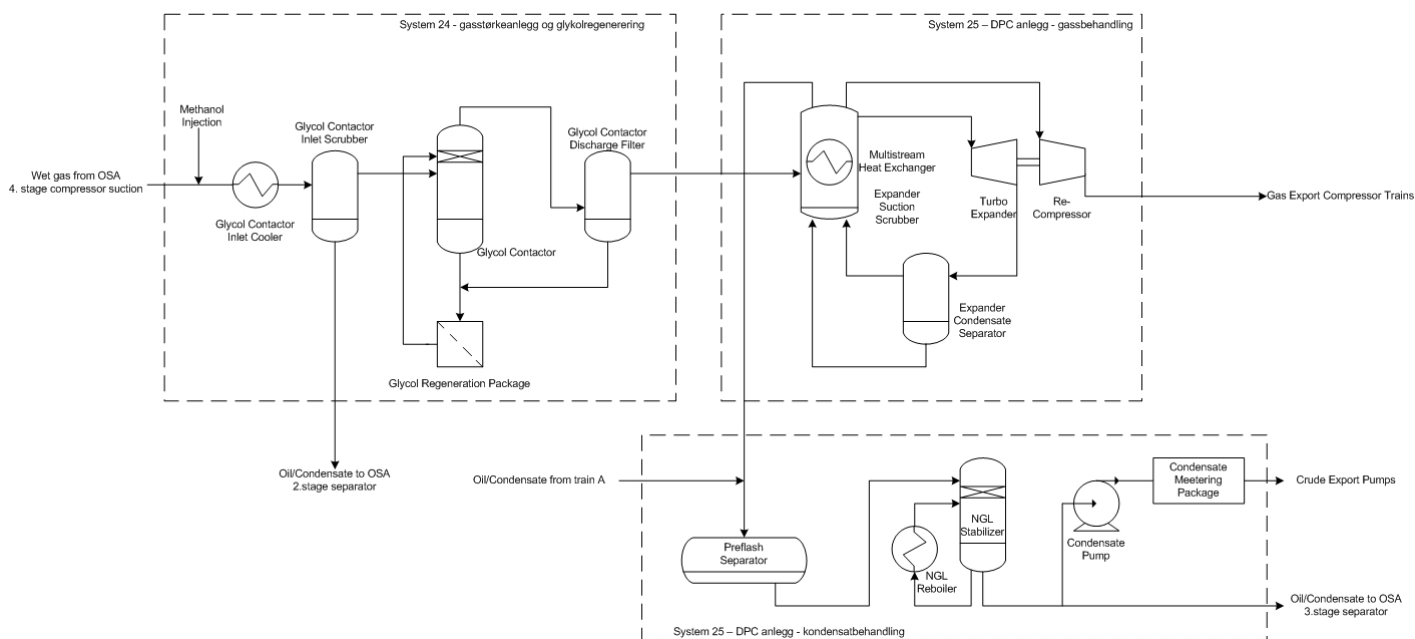 System 24 - gasstørkeanlegg og glykolregenerering
System 25 – DPC anlegg - gassbehandling
Methanol
Injection
Glycol Contactor
Inlet Scrubber
Glycol Contactor
Discharge Filter
Wet gas from OSA
4. stage compressor suction
Glycol Contactor
Inlet Cooler
Glycol Contactor
Glycol Regeneration Package
Multistream
Heat Exchanger
Expander
Suction
Scrubber
Turbo
Expander
Re-
Compressor
Gas Export Compressor Trains
Expander
Condensate
Separator
Oil/Condensate to OSA
2.stage separator
Oil/Condensate from train A
Preflash
Separator
NGL
Stabilizer
NGL
Reboiler
Condensate
Pump
Condensate
Meetering
Package
Crude Export Pumps
Oil/Condensate to OSA
3.stage separator
System 25 – DPC anlegg - kondensatbehandling